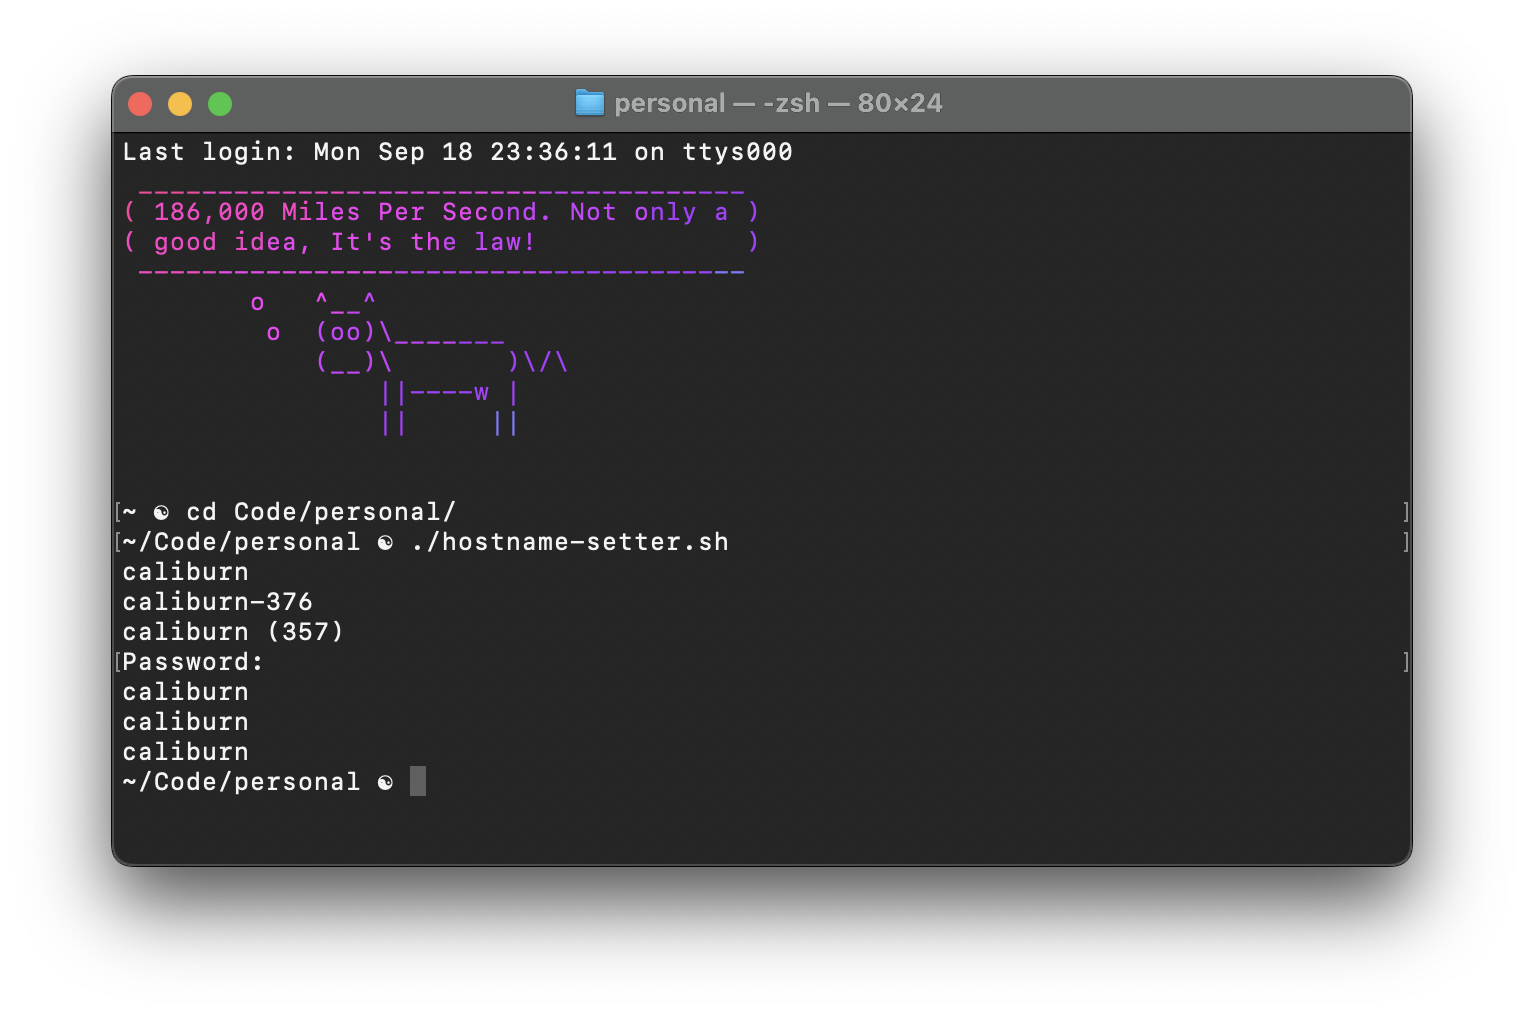 personal — -zsh — 80×24
Last login: Mon Sep 18 23:36:11 on ttys000
 ______________________________________
( 186,000 Miles Per Second. Not only a )
( good idea, It's the law!             )
 --------------------------------------
        o   ^__^
         o  (oo)\_______
            (__)\       )\/\
                ||----w |
                ||     ||
[~ ☯ cd Code/personal/ ]
[~/Code/personal ☯ ./hostname-setter.sh ]
caliburn
caliburn-376
caliburn (357)
[Password: ]
caliburn
caliburn
caliburn
~/Code/personal ☯